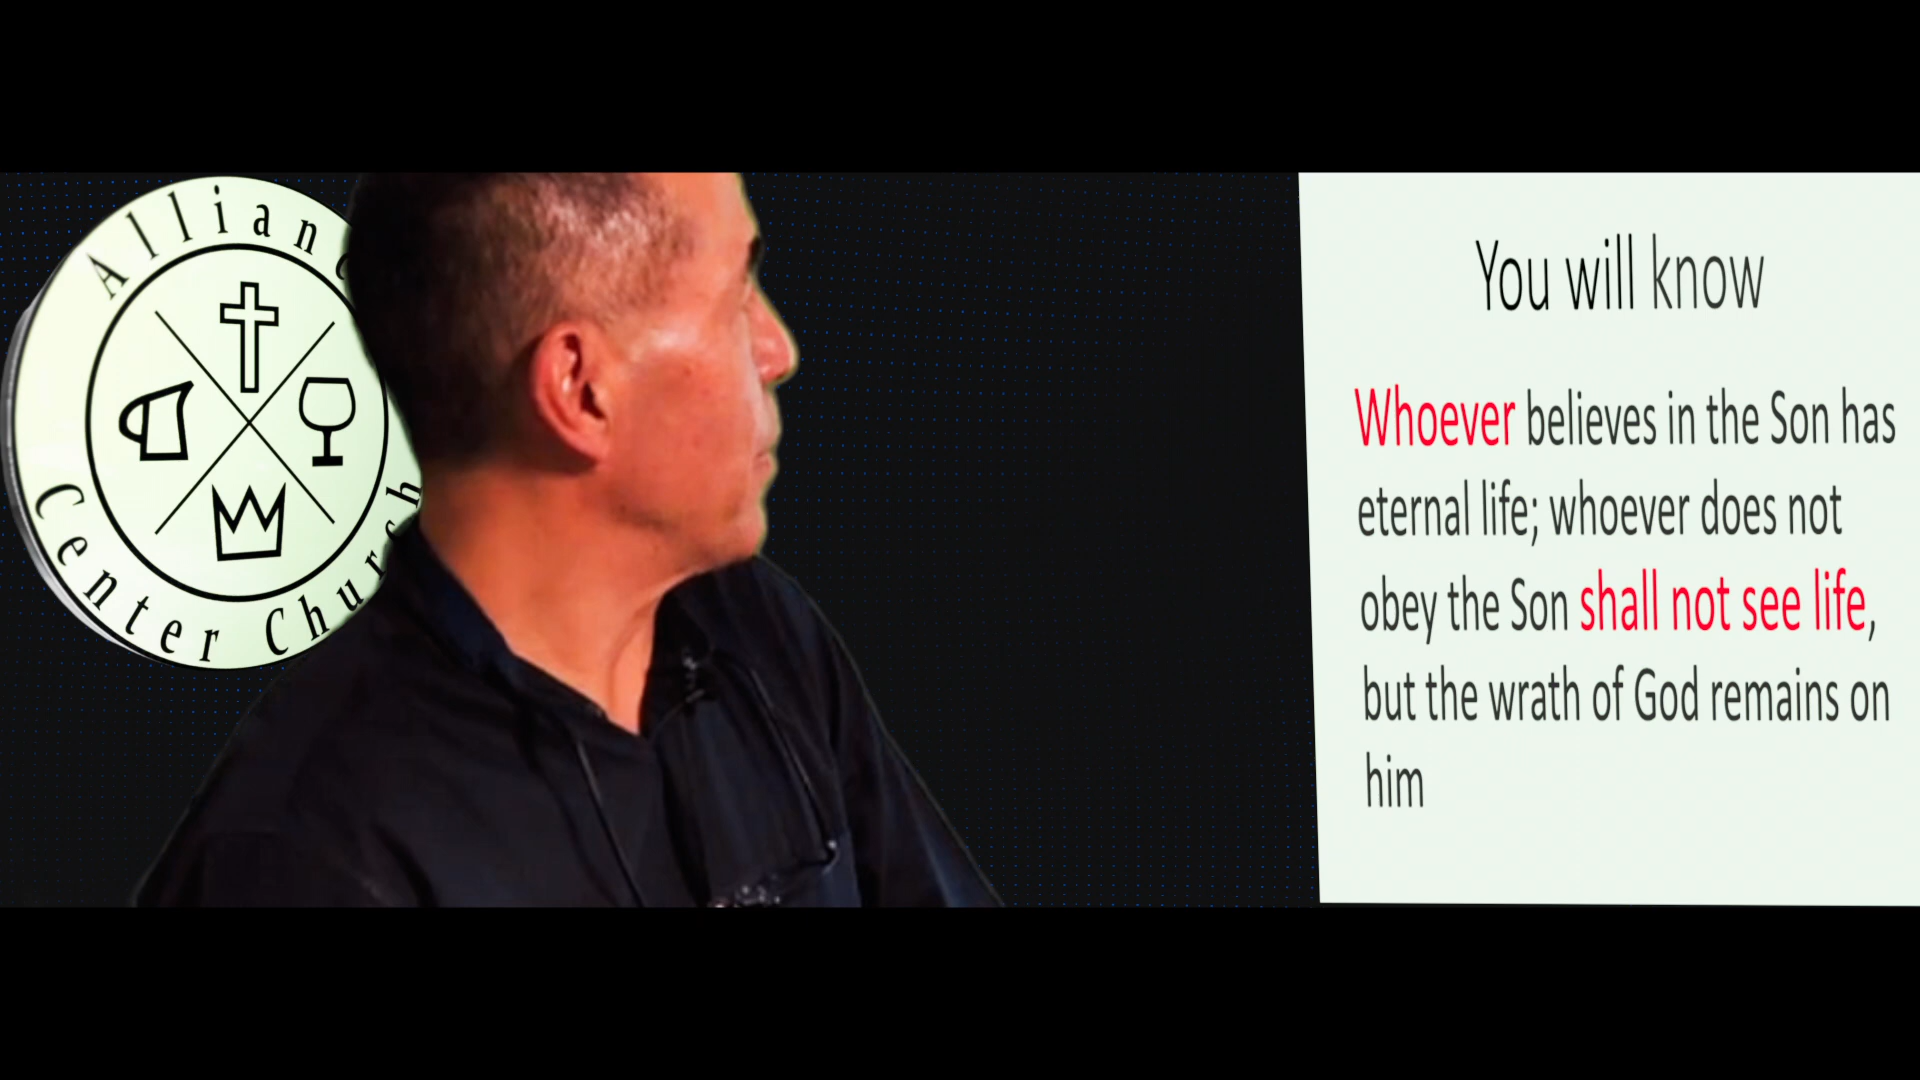 Center Church
You will know
Whoever believes in the Son has
eternal life; whoever does not
obey the Son shall not see life,
but the wrath of God remains on
him